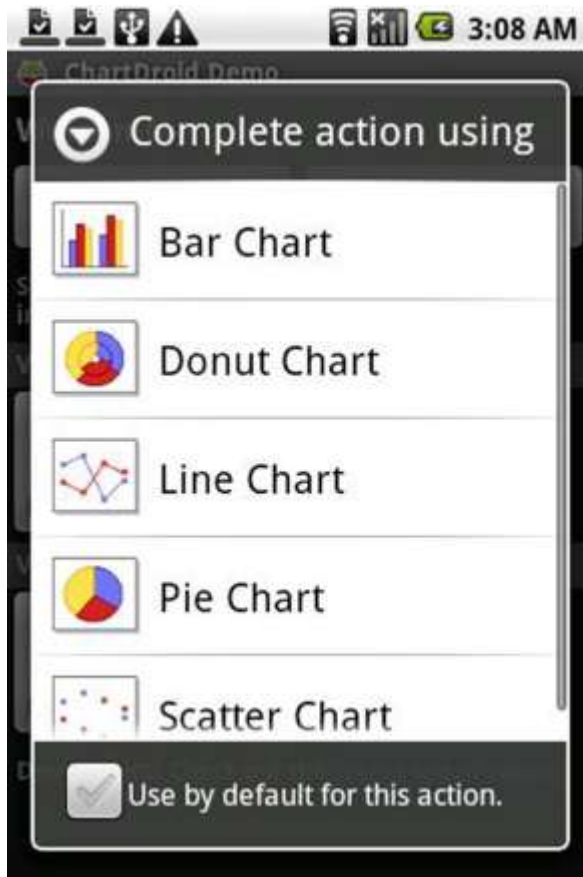 3:08 AM
ChartDroid Demo
Complete action using
Bar Chart
Donut Chart
Line Chart
Pie Chart
Scatter Chart
Use by default for this action.